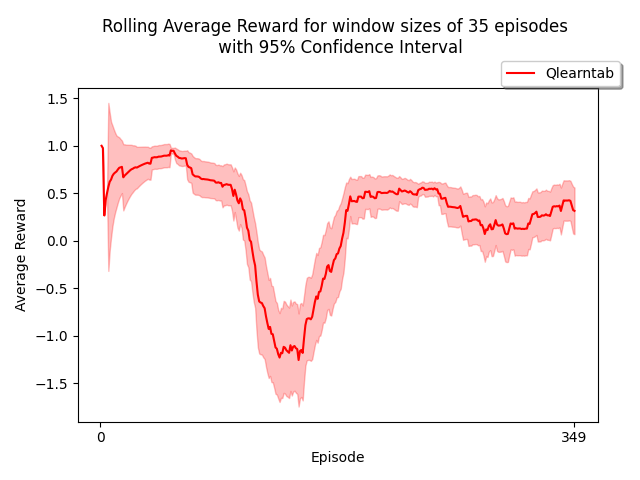 Rolling Average Reward for window sizes of 35 episodes
with 95% Confidence Interval
Qlearntab
1.5
1.0
0.5
0.0
−0.5
−1.0
−1.5
Average Reward
0
349
Episode